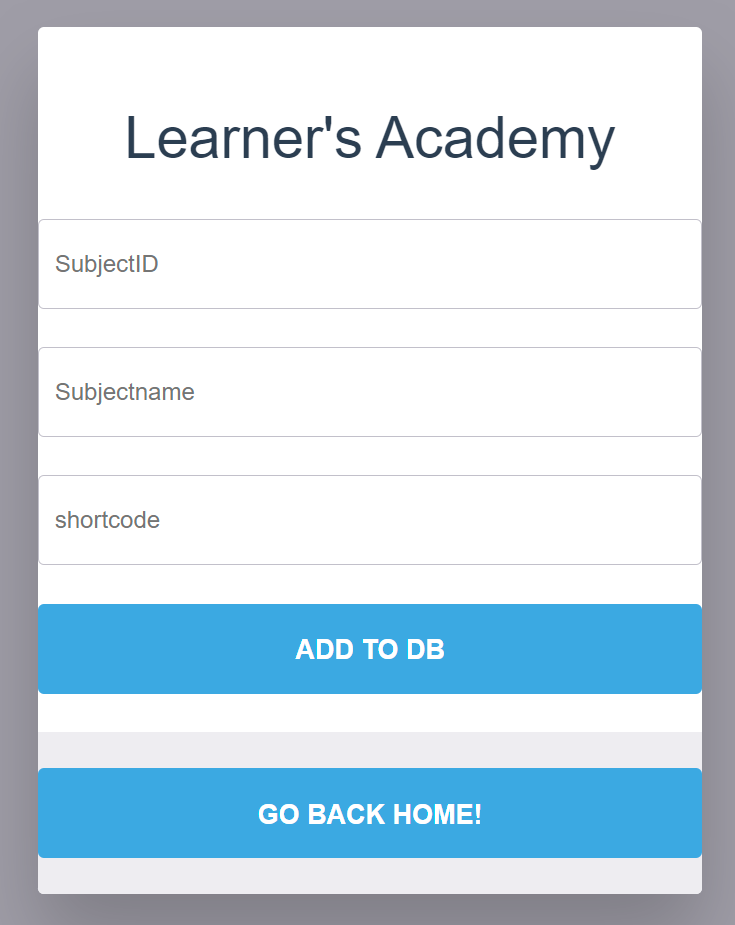 Learner's Academy
SubjectID
Subjectname
shortcode
ADD TO DB
GO BACK HOME!